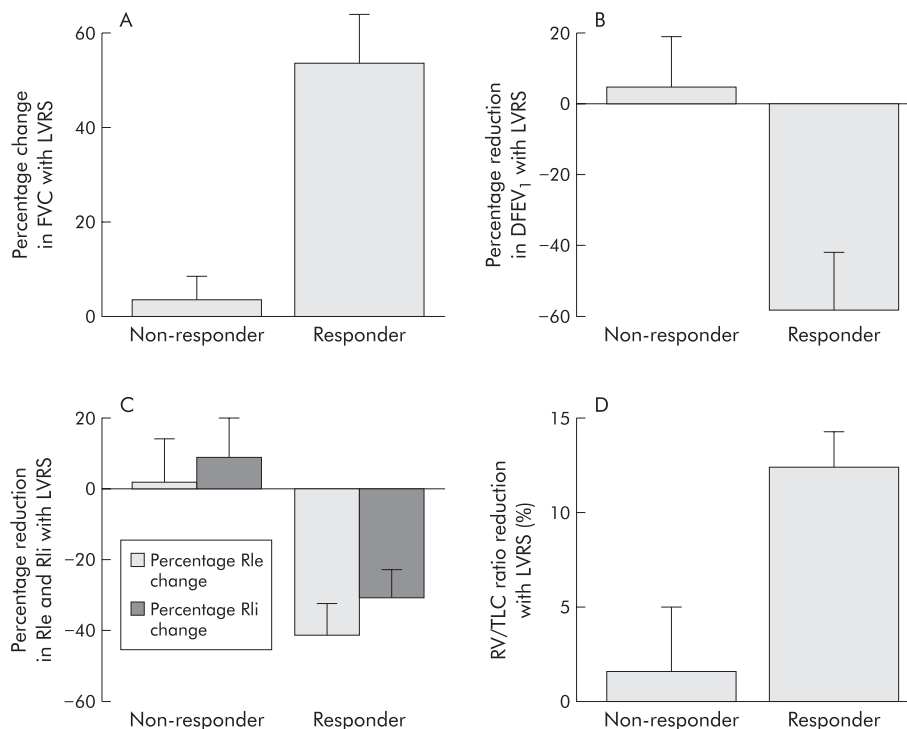 A
Percentage change
in FVC with LVRS
60
40
20
0
Non-responder
Responder
B
Percentage reduction
in DFEV₁ with LVRS
20
0
−20
−40
−60
Non-responder
Responder
C
Percentage reduction
in Rle and Rli with LVRS
20
0
−20
−40
−60
Percentage Rle
change
Percentage Rli
change
Non-responder
Responder
D
RV/TLC ratio reduction
with LVRS (%)
15
10
5
0
Non-responder
Responder